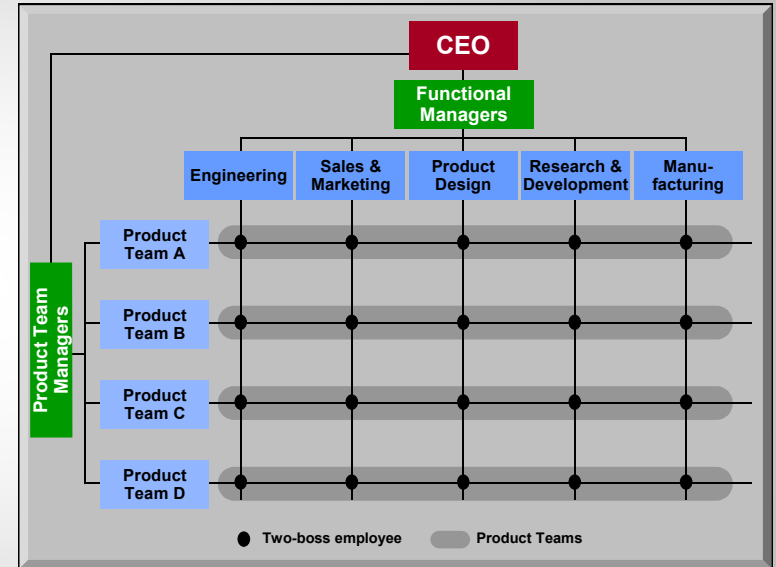 CEO
Functional
Managers
Engineering
Sales &
Marketing
Product
Design
Research &
Development
Manu-
facturing
Product Team
Managers
Product
Team A
Product
Team B
Product
Team C
Product
Team D
Two-boss employee
Product Teams